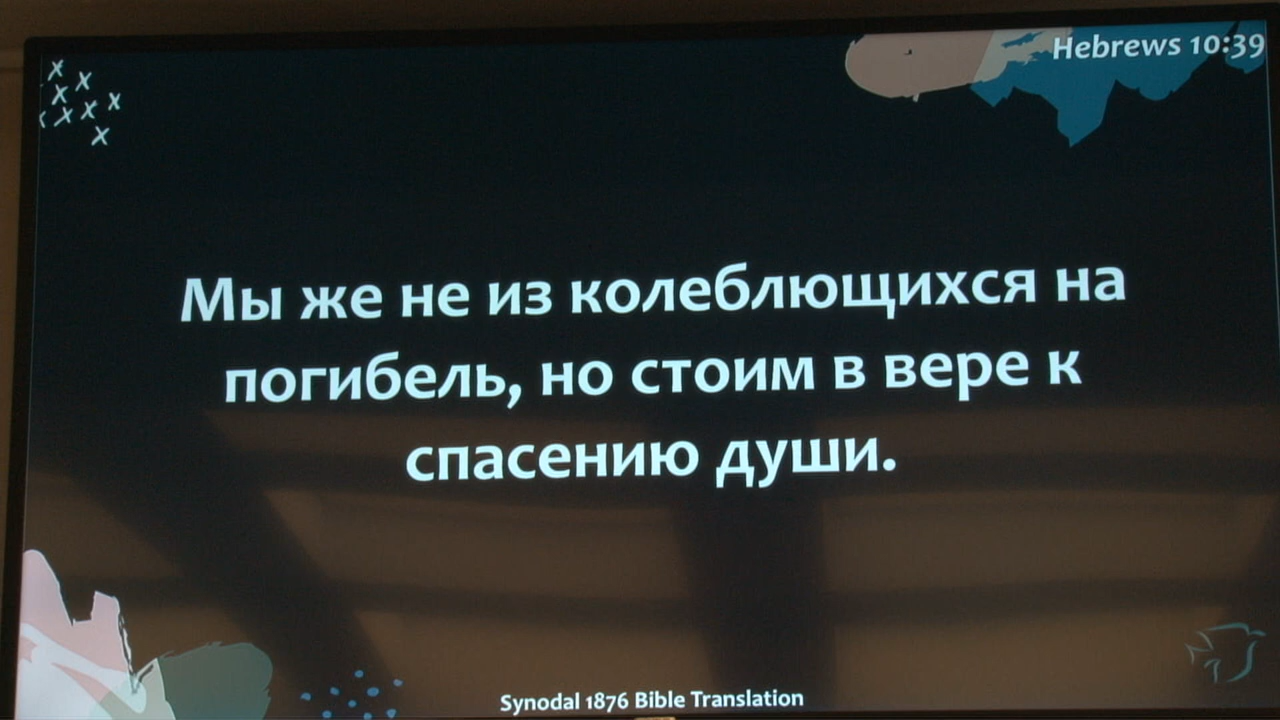 Hebrews 10:39
Мы же не из колеблющихся на
погибель, но стоим в вере к
спасению души.
Synodal 1876 Bible Translation